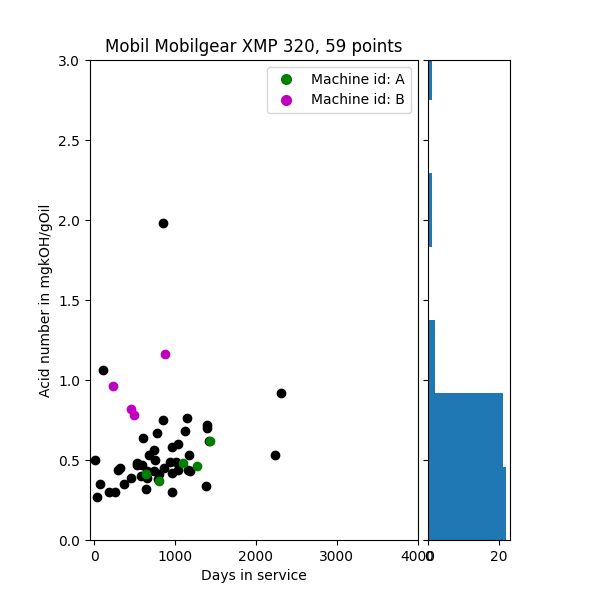 Mobil Mobilgear XMP 320, 59 points
Machine id: A
Machine id: B
3.0
2.5
2.0
1.5
1.0
0.5
0.0
Acid number in mgkOH/gOil
0 1000 2000 3000 4000 0 20
Days in service